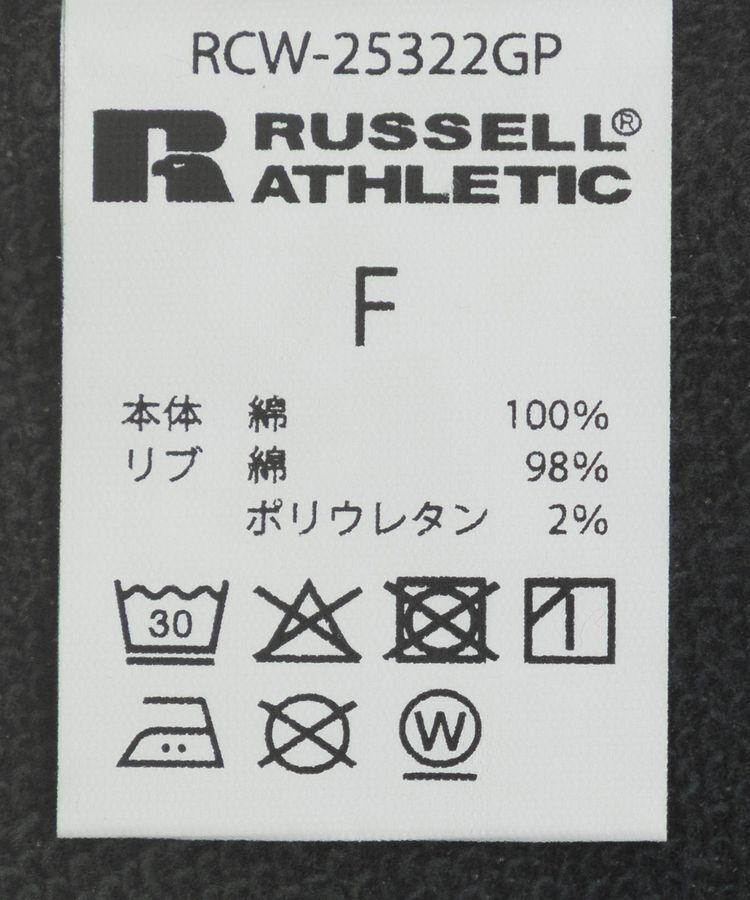 RCW-25322GP
RUSSELL®
ATHLETIC
F
本体 綿 100%
リブ 綿 98%
ポリウレタン 2%
30
W